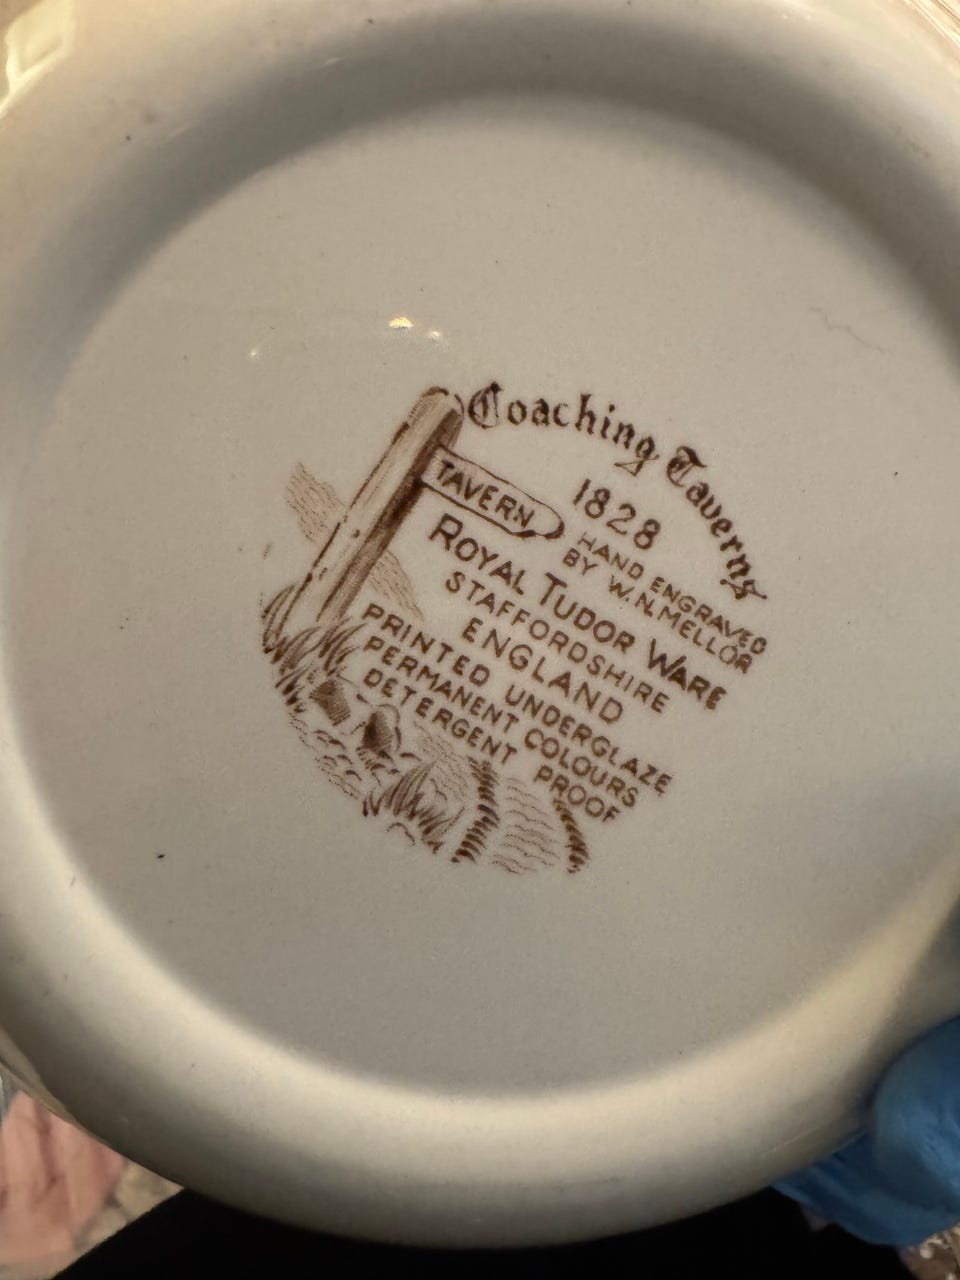 Coaching Taverns
TAVERN
1828
HAND ENGRAVED
BY W.N.MELLOR
ROYAL TUDOR WARE
STAFFORDSHIRE
ENGLAND
PRINTED UNDERGLAZE
PERMANENT COLOURS
DETERGENT PROOF